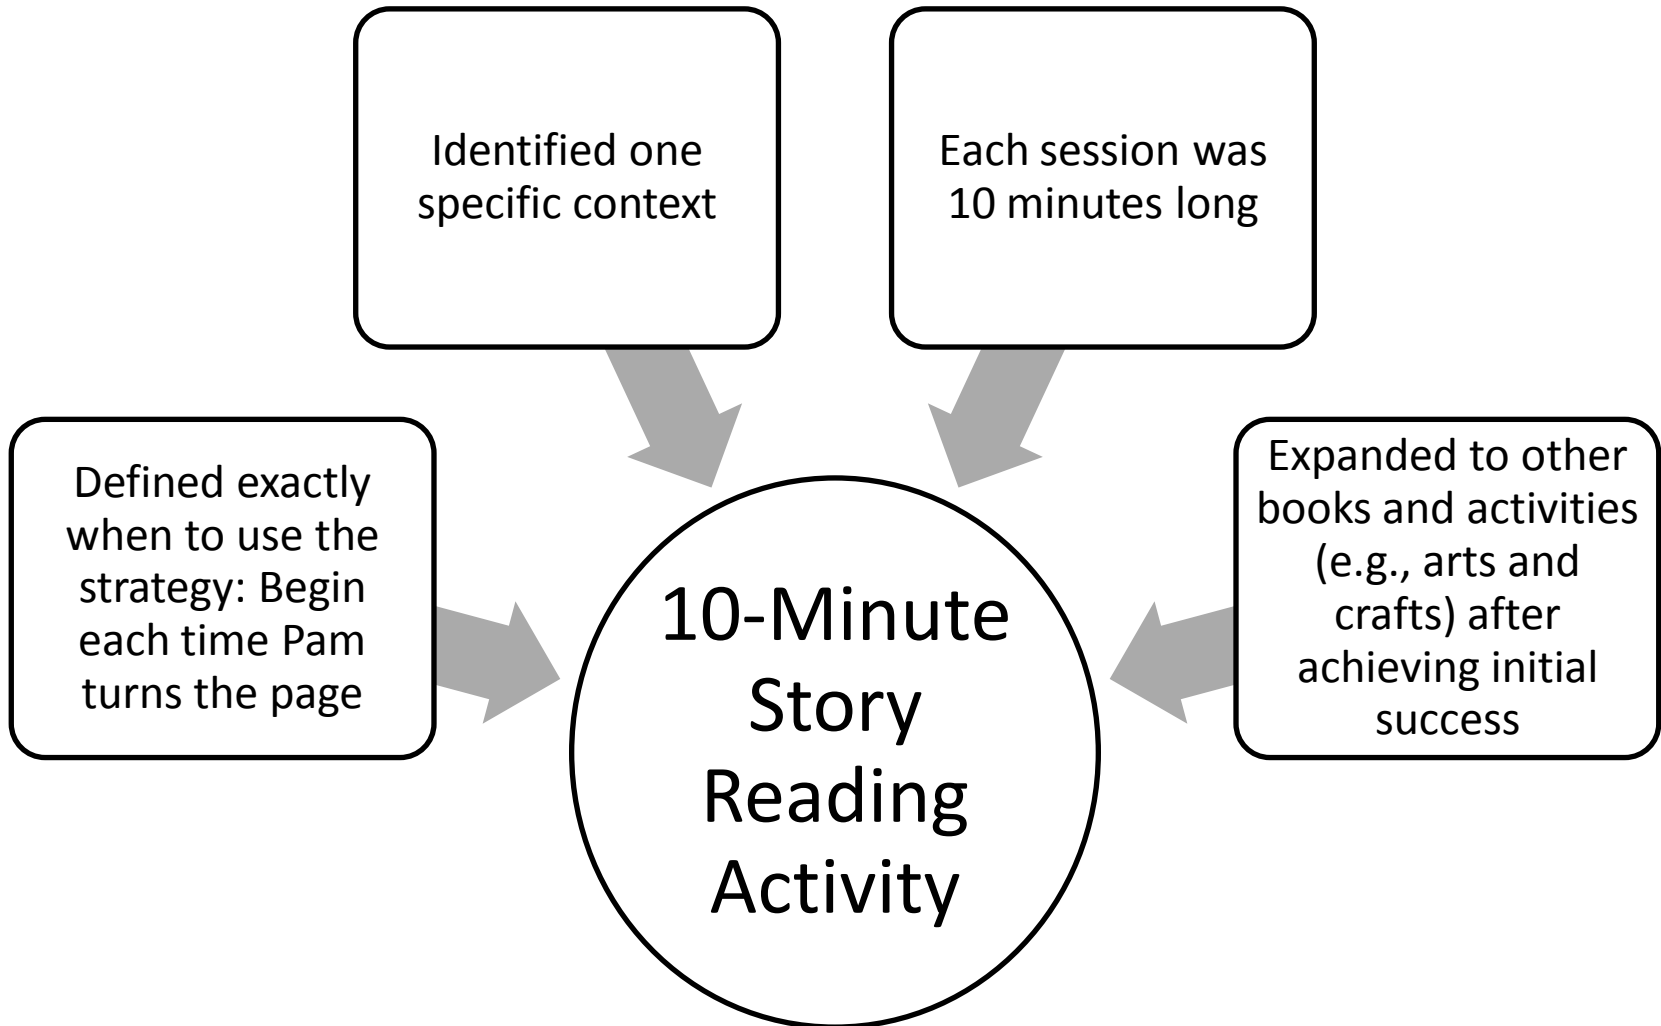 Identified one
specific context
Each session was
10 minutes long
Defined exactly
when to use the
strategy: Begin
each time Pam
turns the page
Expanded to other
books and activities
(e.g., arts and
crafts) after
achieving initial
success
10-Minute
Story
Reading
Activity